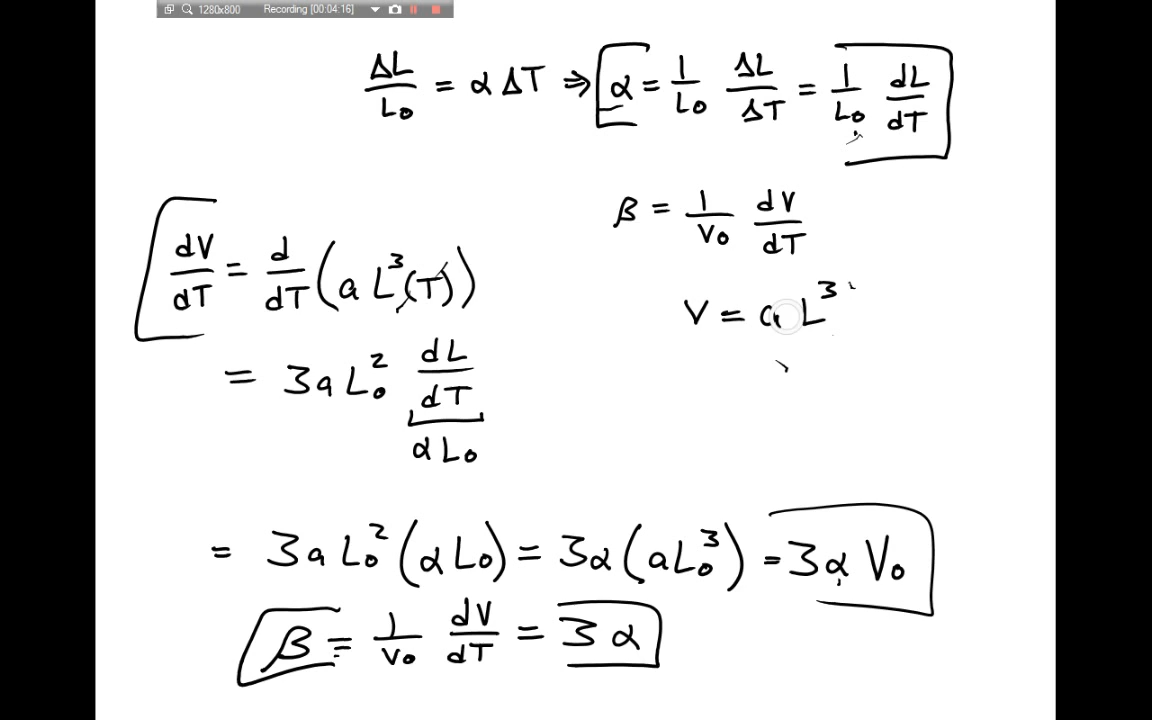 1280x800 Recording [00:04:16]
ΔL/L₀ = α ΔT ⇒ α = 1/L₀ ΔL/ΔT = 1/L₀ dL/dT
β = 1/V₀ dV/dT
dV/dT = d/dT (a L³(T))
V = a L³
= 3a L₀² dL/dT
α L₀
= 3a L₀² (α L₀) = 3α (a L₀³) = 3α V₀
β = 1/V₀ dV/dT = 3α